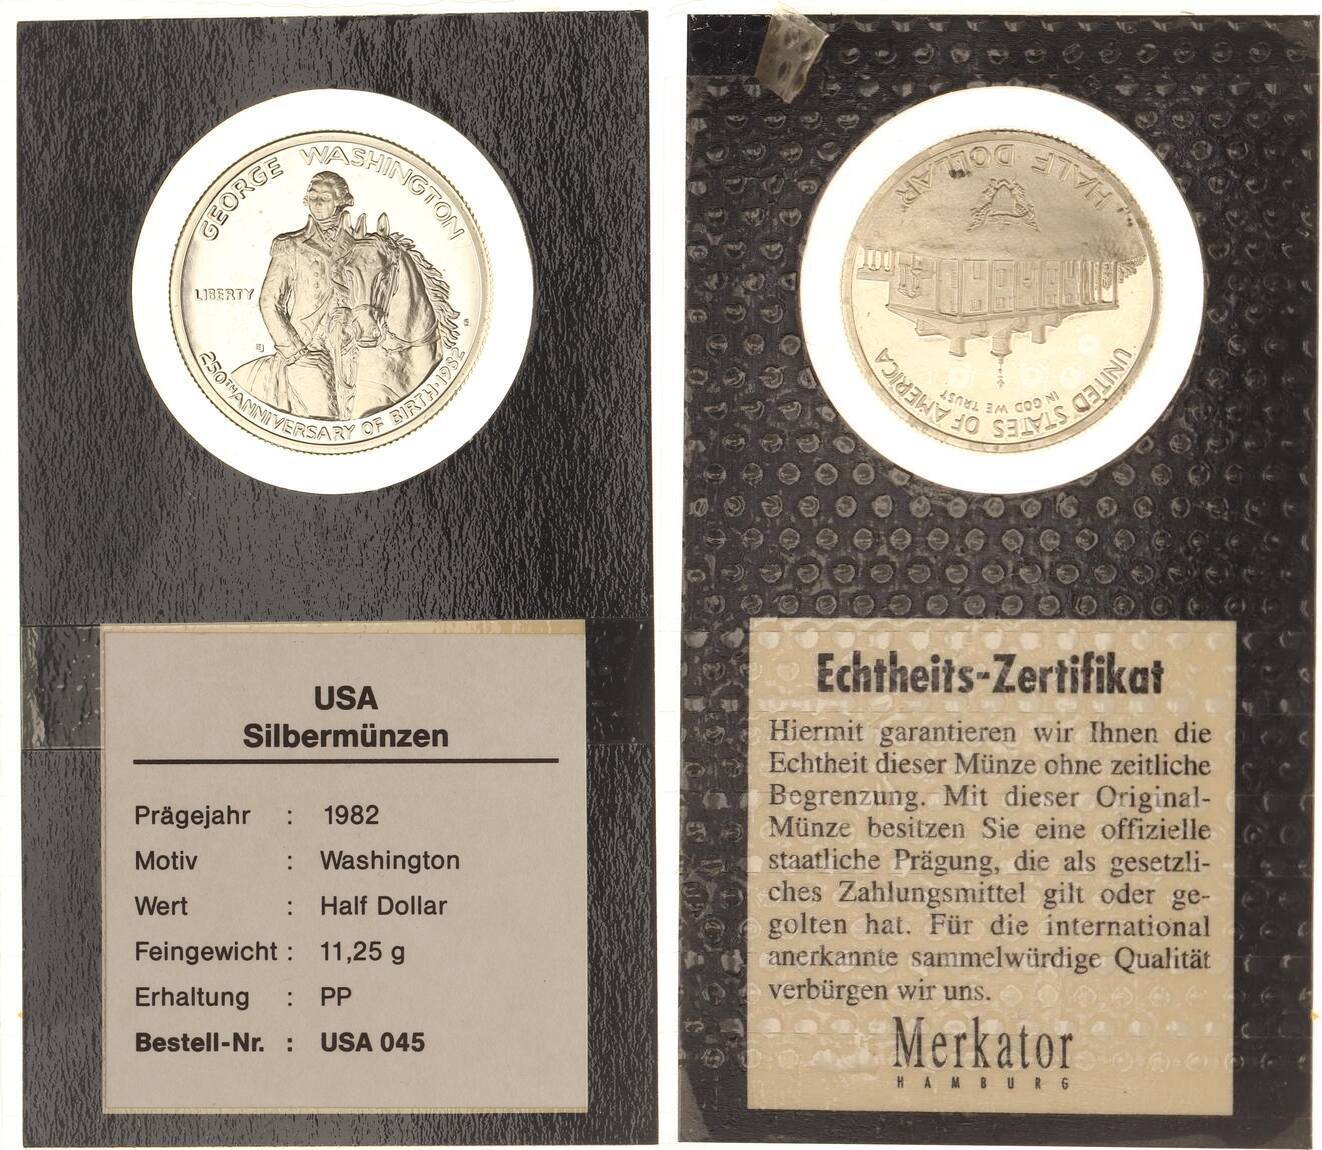 GEORGE WASHINGTON
LIBERTY
EJ
250TH ANNIVERSARY OF BIRTH·1982
USA
Silbermünzen
Prägejahr : 1982
Motiv : Washington
Wert : Half Dollar
Feingewicht : 11,25 g
Erhaltung : PP
Bestell-Nr. : USA 045
HALF DOLLAR
UNITED STATES OF AMERICA
IN GOD WE TRUST
Echtheits-Zertifikat
Hiermit garantieren wir Ihnen die
Echtheit dieser Münze ohne zeitliche
Begrenzung. Mit dieser Original-
Münze besitzen Sie eine offizielle
staatliche Prägung, die als gesetzli-
ches Zahlungsmittel gilt oder ge-
golten hat. Für die international
anerkannte sammelwürdige Qualität
verbürgen wir uns.
Merkator
HAMBURG